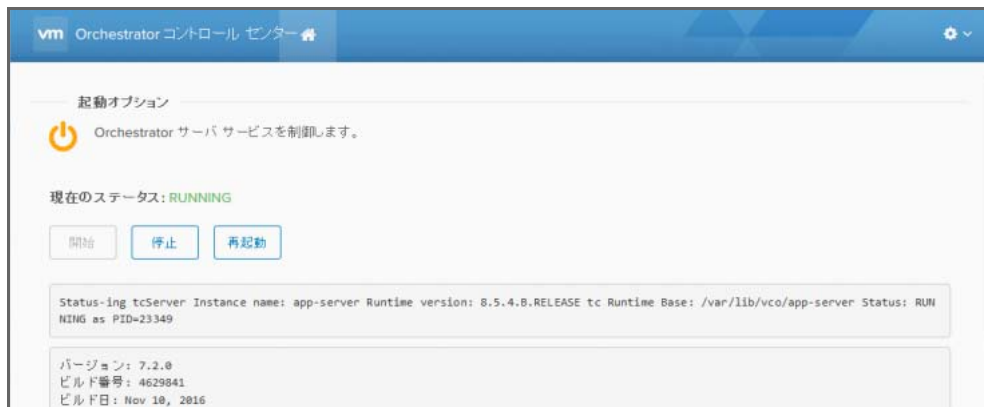 vm Orchestrator コントロール センター
起動オプション
Orchestrator サーバ サービスを制御します。
現在のステータス: RUNNING
開始 停止 再起動
Status-ing tcServer Instance name: app-server Runtime version: 8.5.4.B.RELEASE tc Runtime Base: /var/lib/vco/app-server Status: RUN
NING as PID=23349
バージョン: 7.2.0
ビルド番号: 4629841
ビルド日: Nov 10, 2016